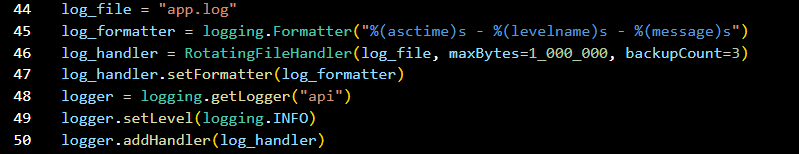 44 log_file = "app.log"
45 log_formatter = logging.Formatter("%(asctime)s - %(levelname)s - %(message)s")
46 log_handler = RotatingFileHandler(log_file, maxBytes=1_000_000, backupCount=3)
47 log_handler.setFormatter(log_formatter)
48 logger = logging.getLogger("api")
49 logger.setLevel(logging.INFO)
50 logger.addHandler(log_handler)